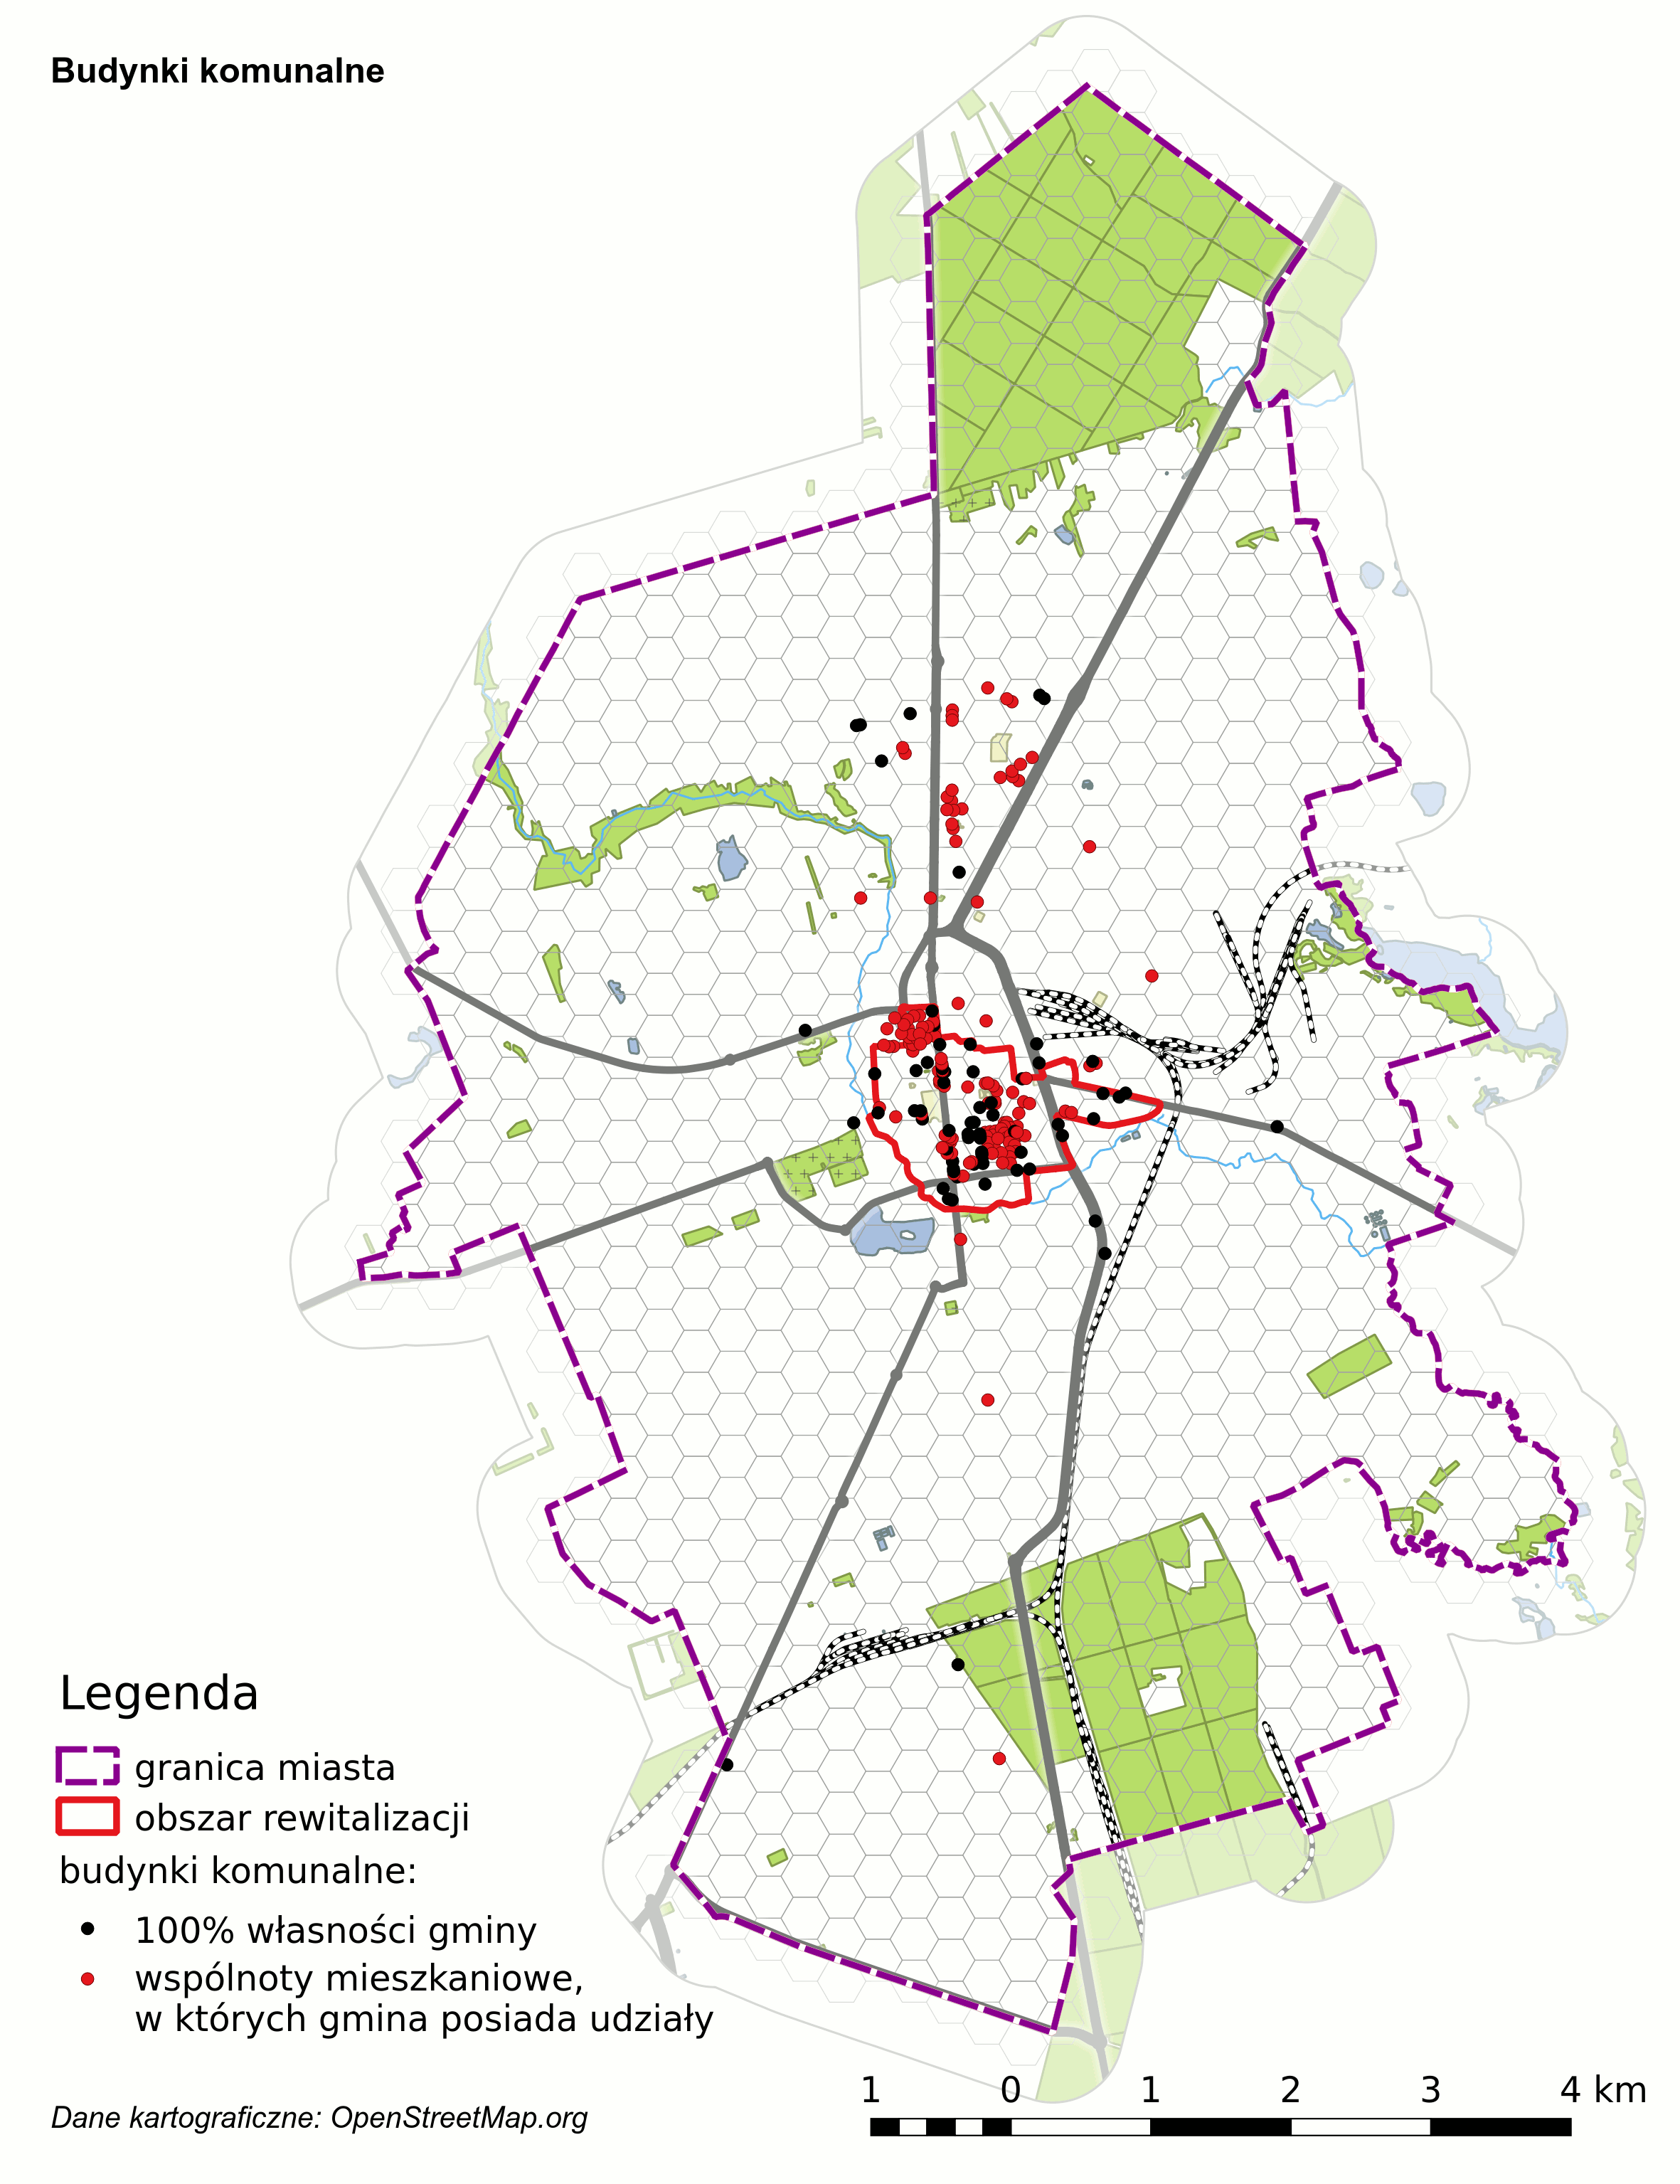 Budynki komunalne
Legenda
granica miasta
obszar rewitalizacji
budynki komunalne:
100% własności gminy
wspólnoty mieszkaniowe,
w których gmina posiada udziały
1 0 1 2 3 4 km
Dane kartograficzne: OpenStreetMap.org